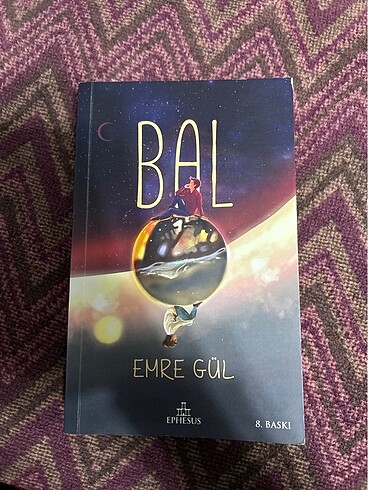 BAL
EMRE GÜL
EPHESUS
8. BASKI